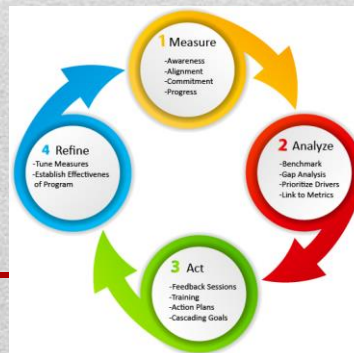 1 Measure
-Awareness
-Alignment
-Commitment
-Progress
2 Analyze
-Benchmark
-Gap Analysis
-Prioritize Drivers
-Link to Metrics
3 Act
-Feedback Sessions
-Training
-Action Plans
-Cascading Goals
4 Refine
-Tune Measures
-Establish Effectivenes
of Program